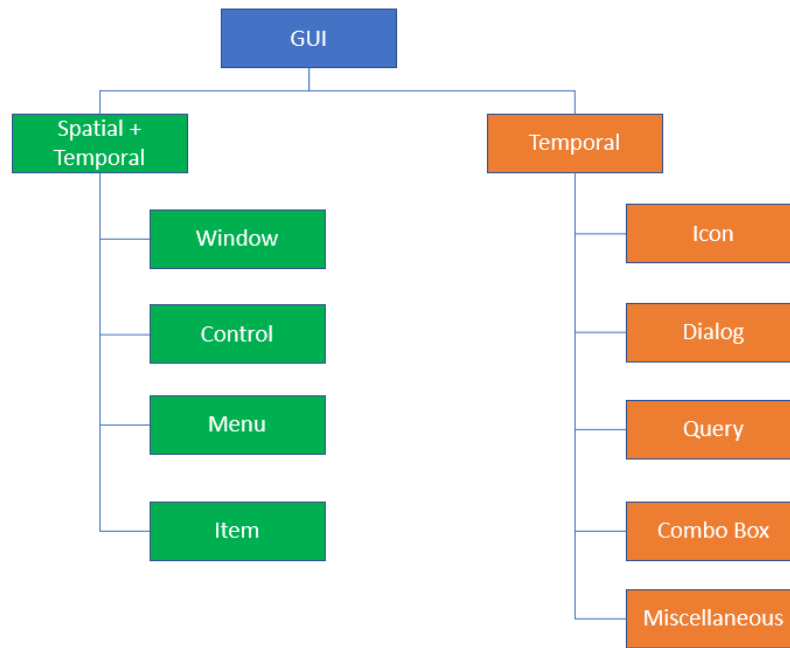 GUI
Spatial +
Temporal
Temporal
Window
Control
Menu
Item
Icon
Dialog
Query
Combo Box
Miscellaneous